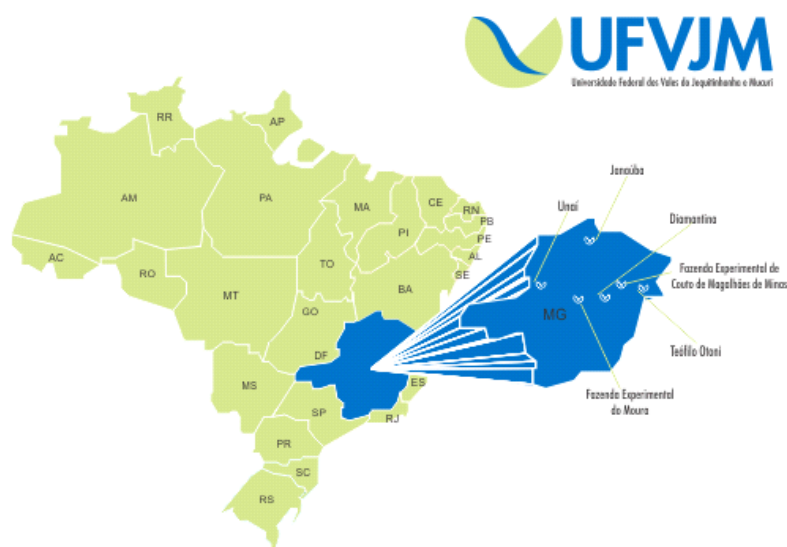 UFVJM
Universidade Federal dos Vales do Jequitinhonha e Mucuri
RR
AP
AM
PA
MA
CE
RN
PB
PI
PE
AL
SE
AC
RO
TO
BA
MT
GO
DF
MS
ES
SP
RJ
PR
SC
RS
Janaúba
Unaí
Diamantina
Fazenda Experimental de
Couto de Magalhães de Minas
MG
Teófilo Otoni
Fazenda Experimental
do Moura